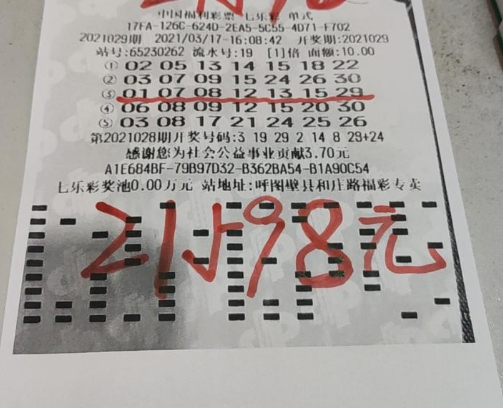 中国福利彩票 七乐彩 单式
17FA-126C-624D-2EA5-5C55-4D71-F702
2021029期 2021/03/17-16:08:42 开奖期:2021029
站号:65230262 流水号:19 [1]倍 面额:10.00
① 02 05 13 14 15 18 22
② 03 07 09 15 24 26 30
③ 01 07 08 12 13 15 29
④ 06 08 09 12 15 20 30
⑤ 03 08 19 21 24 25 26
第2021028期开奖号码:3 19 29 2 14 8 29+24
感谢您为社会公益事业贡献3.70元
A1E684BF-79B97D32-B362BA54-B1A90C54
七乐彩奖池0.00万元 站地址:呼图壁县和庄路福彩专卖
21598元